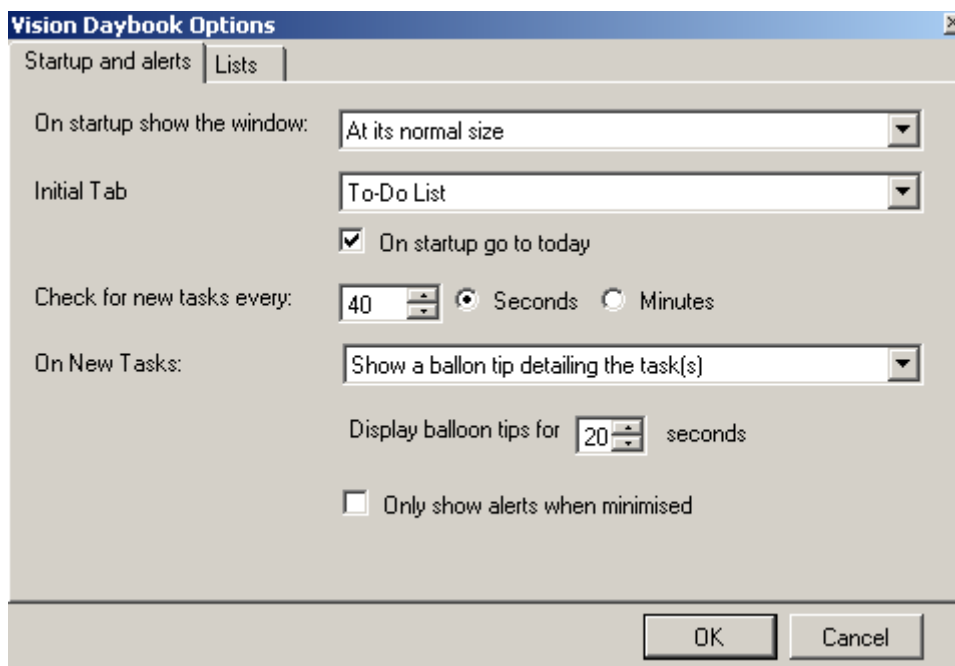 Vision Daybook Options
Startup and alerts Lists
On startup show the window: At its normal size
Initial Tab To-Do List
On startup go to today
Check for new tasks every: 40 Seconds Minutes
On New Tasks: Show a ballon tip detailing the task(s)
Display balloon tips for 20 seconds
Only show alerts when minimised
OK Cancel